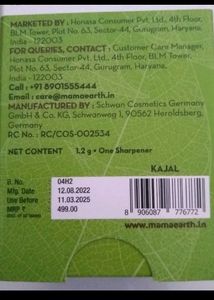 MARKETED BY : Honasa Consumer Pvt. Ltd., 4th Floor,
BLM Tower, Plot No. 63, Sector-44, Gurugram, Haryana,
India - 122003
FOR QUERIES, CONTACT : Customer Care Manager,
Honasa Consumer Pvt. Ltd., 4th Floor, BLM Tower,
Plot No. 63, Sector-44, Gurugram, Haryana,
India - 122003
Call : +91 8901555444
Email : care@mamaearth.in
MANUFACTURED BY : Schwan Cosmetics Germany
GmbH & Co. KG, Schwanweg 1, 90562 Heroldsberg,
Germany
RC No.: RC/COS-002534
NET CONTENT : 1.2 g + One Sharpener
KAJAL
B. No. 04H2
Mfg. Date 12.08.2022
Use Before 11.03.2025
MRP ₹ 499.00
8 906087 776772
www.mamaearth.in